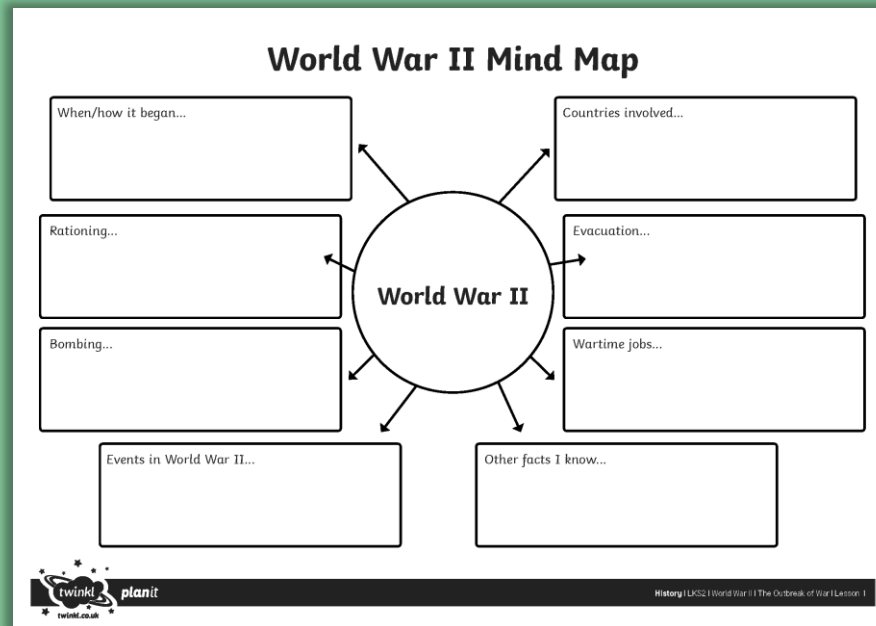 World War II Mind Map
When/how it began...
Countries involved...
Rationing...
Evacuation...
World War II
Bombing...
Wartime jobs...
Events in World War II...
Other facts I know...
twinkl planit
twinkl.co.uk
History | LKS2 | World War II | The Outbreak of War | Lesson 1